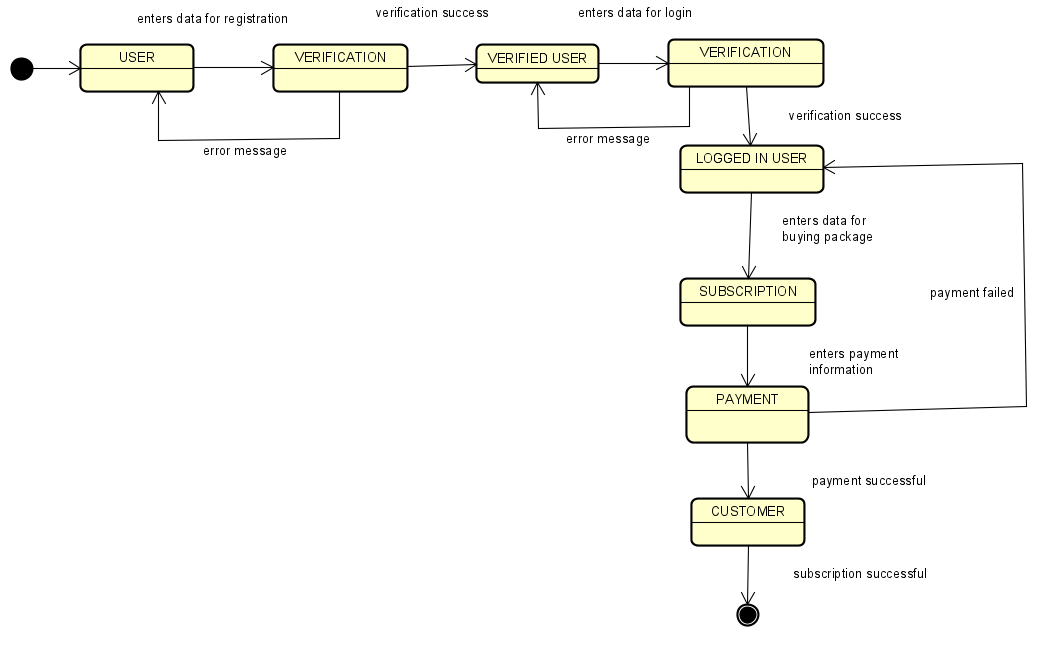 enters data for registration
verification success
enters data for login
USER
VERIFICATION
VERIFIED USER
VERIFICATION
error message
error message
verification success
LOGGED IN USER
enters data for
buying package
SUBSCRIPTION
payment failed
enters payment
information
PAYMENT
payment successful
CUSTOMER
subscription successful